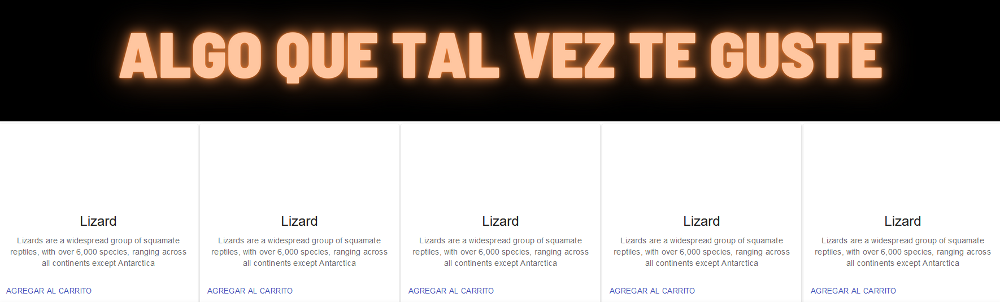 ALGO QUE TAL VEZ TE GUSTE
Lizard
Lizards are a widespread group of squamate
reptiles, with over 6,000 species, ranging across
all continents except Antarctica
AGREGAR AL CARRITO
Lizard
Lizards are a widespread group of squamate
reptiles, with over 6,000 species, ranging across
all continents except Antarctica
AGREGAR AL CARRITO
Lizard
Lizards are a widespread group of squamate
reptiles, with over 6,000 species, ranging across
all continents except Antarctica
AGREGAR AL CARRITO
Lizard
Lizards are a widespread group of squamate
reptiles, with over 6,000 species, ranging across
all continents except Antarctica
AGREGAR AL CARRITO
Lizard
Lizards are a widespread group of squamate
reptiles, with over 6,000 species, ranging across
all continents except Antarctica
AGREGAR AL CARRITO